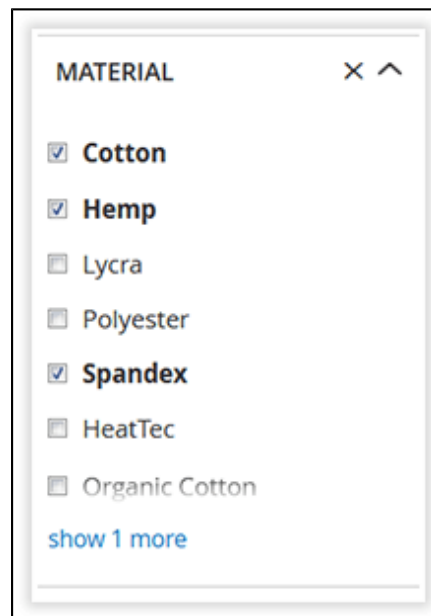 MATERIAL
Cotton
Hemp
Lycra
Polyester
Spandex
HeatTec
Organic Cotton
show 1 more